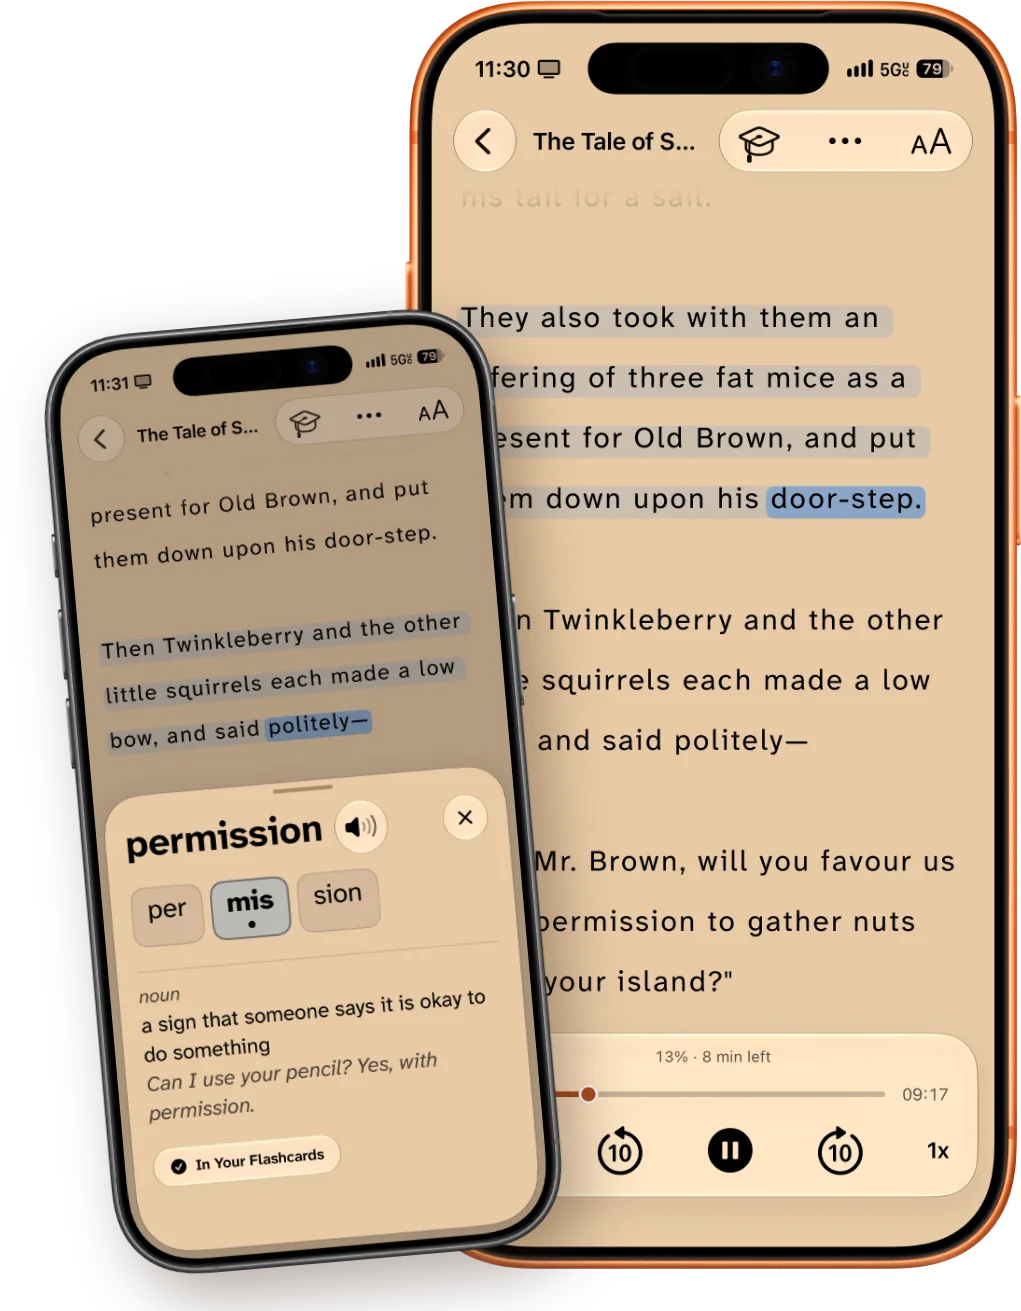 11:30
5G
79
The Tale of S...
AA
his tail for a sail.
They also took with them an
fering of three fat mice as a
esent for Old Brown, and put
em down upon his door-step.
n Twinkleberry and the other
e squirrels each made a low
and said politely—
Mr. Brown, will you favour us
permission to gather nuts
your island?"
13% · 8 min left
09:17
10
10
1x
11:31
5G
79
The Tale of S...
AA
present for Old Brown, and put
them down upon his door-step.
Then Twinkleberry and the other
little squirrels each made a low
bow, and said politely—
permission
per mis sion
noun
a sign that someone says it is okay to
do something
Can I use your pencil? Yes, with
permission.
In Your Flashcards